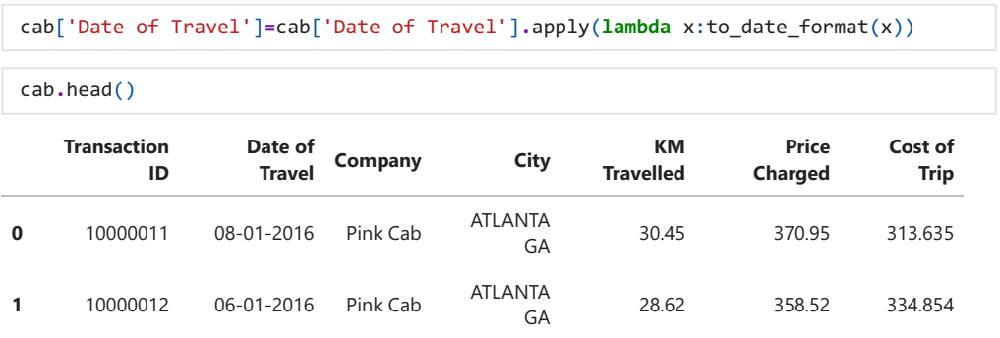 cab['Date of Travel']=cab['Date of Travel'].apply(lambda x:to_date_format(x))
cab.head()
Transaction ID Date of Travel Company City KM Travelled Price Charged Cost of Trip
0 10000011 08-01-2016 Pink Cab ATLANTA GA 30.45 370.95 313.635
1 10000012 06-01-2016 Pink Cab ATLANTA GA 28.62 358.52 334.854